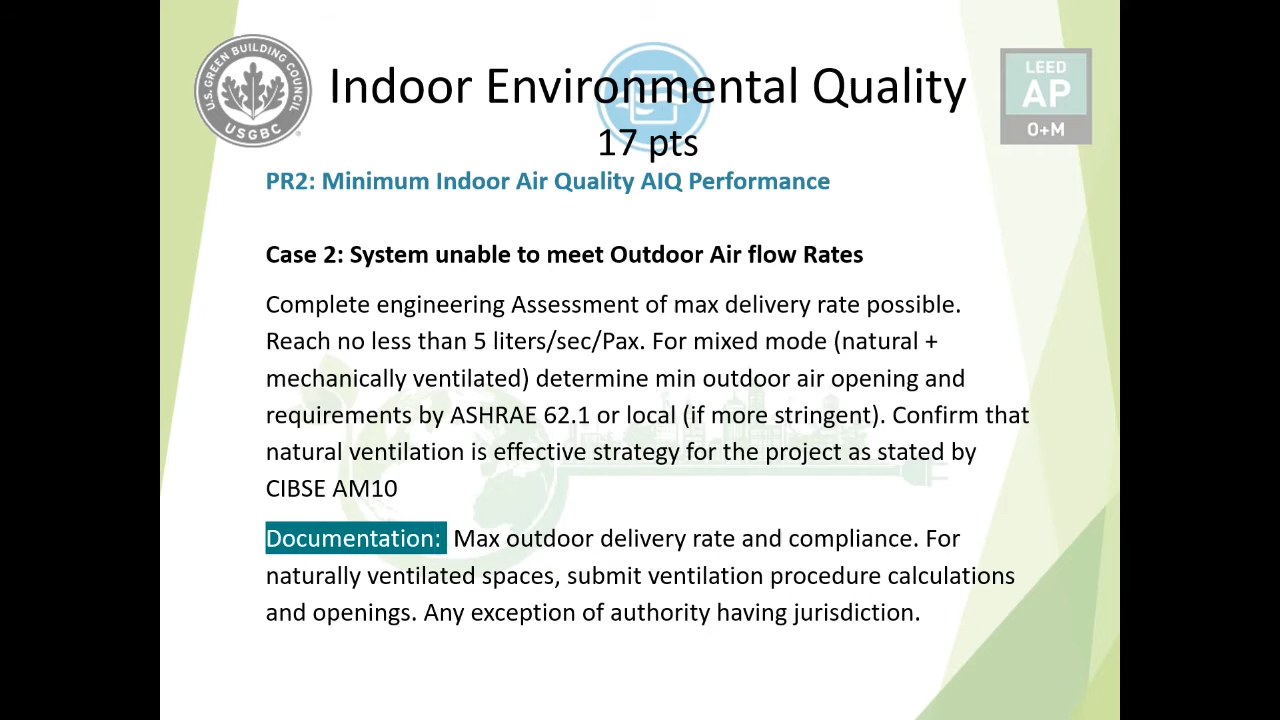 U.S. GREEN BUILDING COUNCIL
USGBC
Indoor Environmental Quality
17 pts
LEED
AP
O+M
PR2: Minimum Indoor Air Quality AIQ Performance
Case 2: System unable to meet Outdoor Air flow Rates
Complete engineering Assessment of max delivery rate possible.
Reach no less than 5 liters/sec/Pax. For mixed mode (natural +
mechanically ventilated) determine min outdoor air opening and
requirements by ASHRAE 62.1 or local (if more stringent). Confirm that
natural ventilation is effective strategy for the project as stated by
CIBSE AM10
Documentation: Max outdoor delivery rate and compliance. For
naturally ventilated spaces, submit ventilation procedure calculations
and openings. Any exception of authority having jurisdiction.